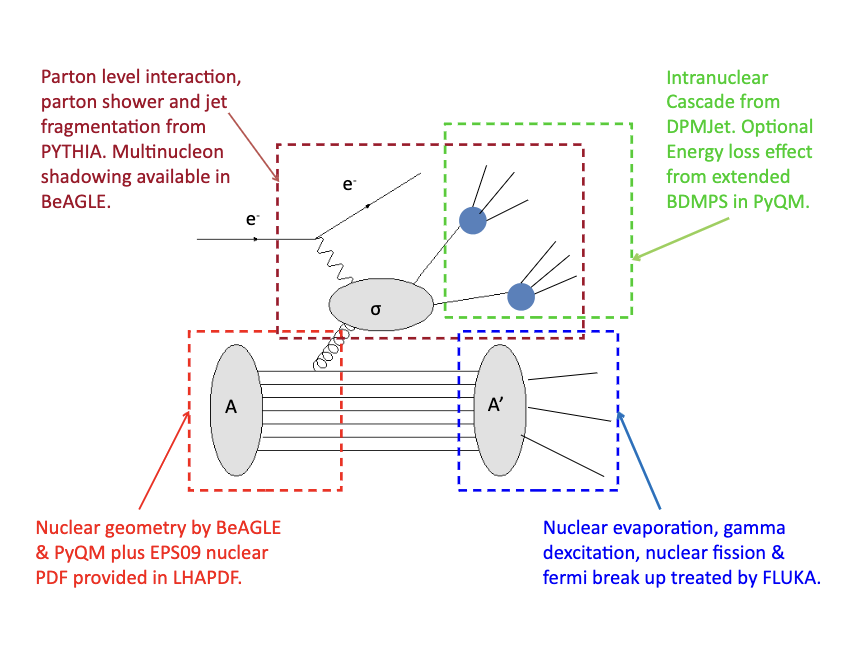 Parton level interaction,
parton shower and jet
fragmentation from
PYTHIA. Multinucleon
shadowing available in
BeAGLE.
Intranuclear
Cascade from
DPMJet. Optional
Energy loss effect
from extended
BDMPS in PyQM.
e-
e-
σ
A
A’
Nuclear geometry by BeAGLE
& PyQM plus EPS09 nuclear
PDF provided in LHAPDF.
Nuclear evaporation, gamma
dexcitation, nuclear fission &
fermi break up treated by FLUKA.